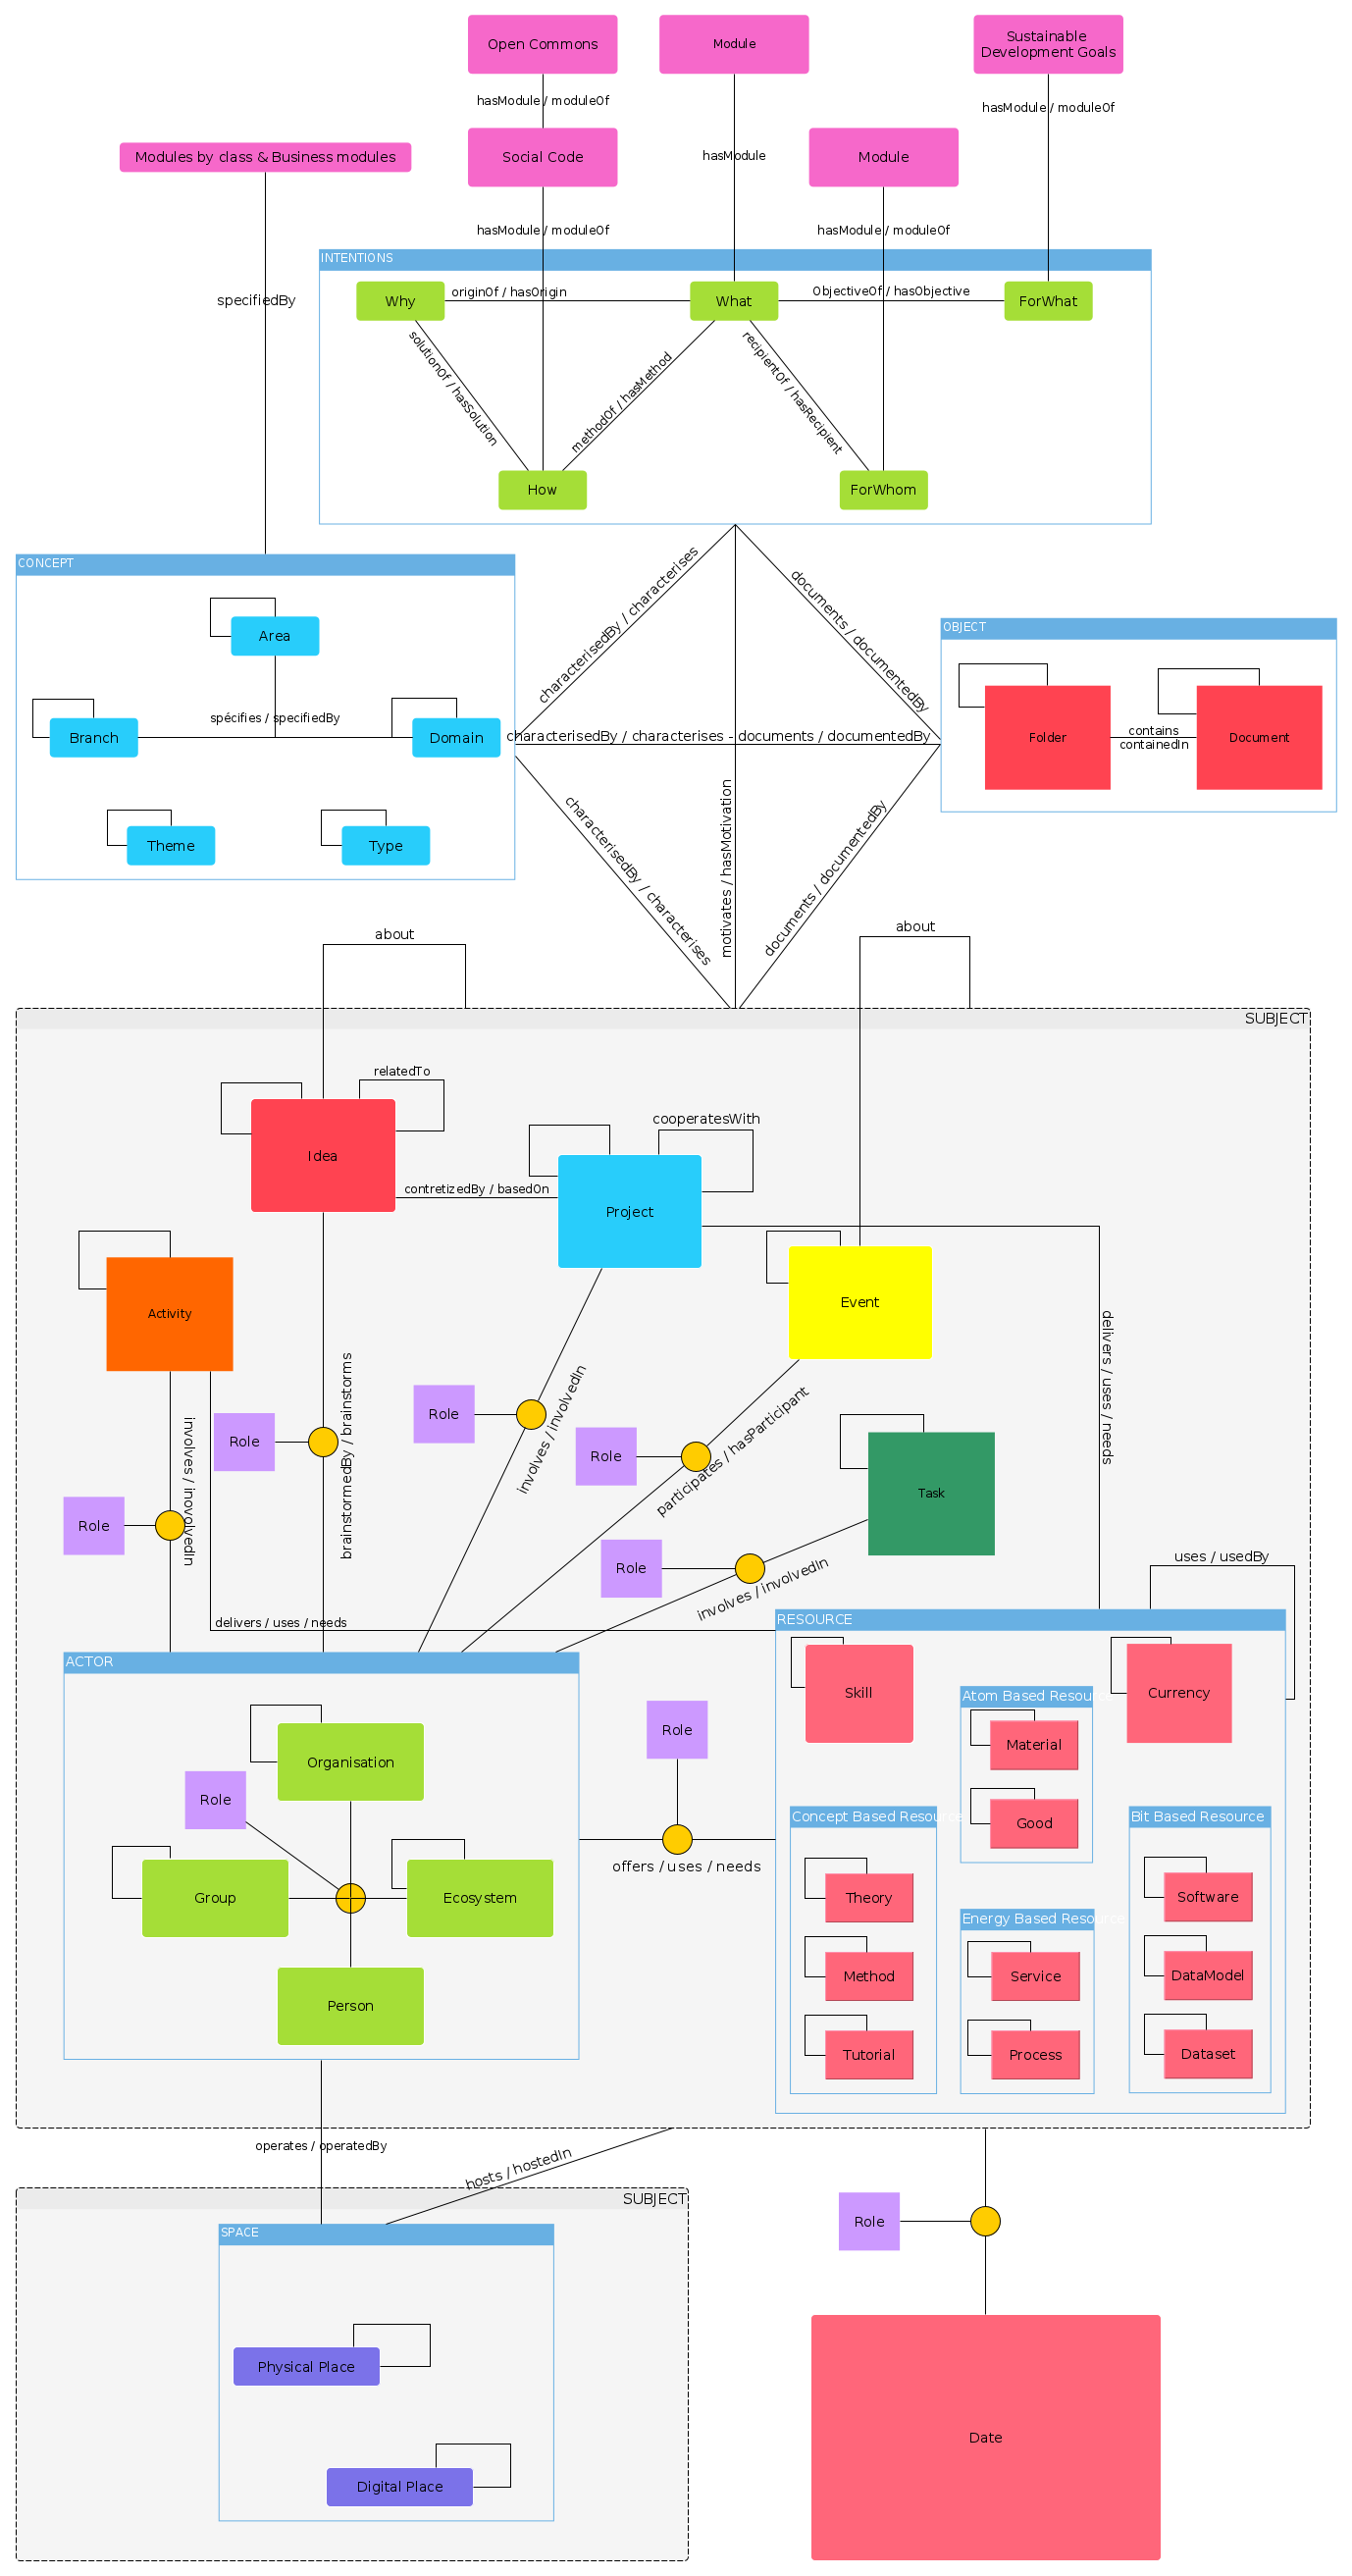 Open Commons
Module
Sustainable
Development Goals
hasModule / moduleOf
hasModule / moduleOf
Modules by class & Business modules
Social Code
hasModule
Module
hasModule / moduleOf
hasModule / moduleOf
INTENTIONS
specifiedBy
Why
originOf / hasOrigin
What
ObjectiveOf / hasObjective
ForWhat
solutionOf / hasSolution
methodOf / hasMethod
recipientOf / hasRecipient
How
ForWhom
CONCEPT
characterisedBy / characterises
documents / documentedBy
Area
OBJECT
spécifies / specifiedBy
Branch
Domain
characterisedBy / characterises - documents / documentedBy
Folder
contains
containedIn
Document
Theme
Type
characterisedBy / characterises
motivates / hasMotivation
documents / documentedBy
about
about
SUBJECT
relatedTo
Idea
cooperatesWith
contretizedBy / basedOn
Project
Activity
Event
delivers / uses / needs
Role
involves / inovolvedIn
Role
brainstormedBy / brainstorms
Role
involves / involvedIn
Role
participates / hasParticipant
Task
Role
involves / involvedIn
uses / usedBy
delivers / uses / needs
RESOURCE
ACTOR
Skill
Atom Based Resource
Currency
Role
Material
Organisation
Role
Concept Based Resource
Good
Bit Based Resource
offers / uses / needs
Group
Ecosystem
Theory
Energy Based Resource
Software
Method
Service
DataModel
Person
Tutorial
Process
Dataset
operates / operatedBy
hosts / hostedIn
SUBJECT
Role
SPACE
Physical Place
Date
Digital Place